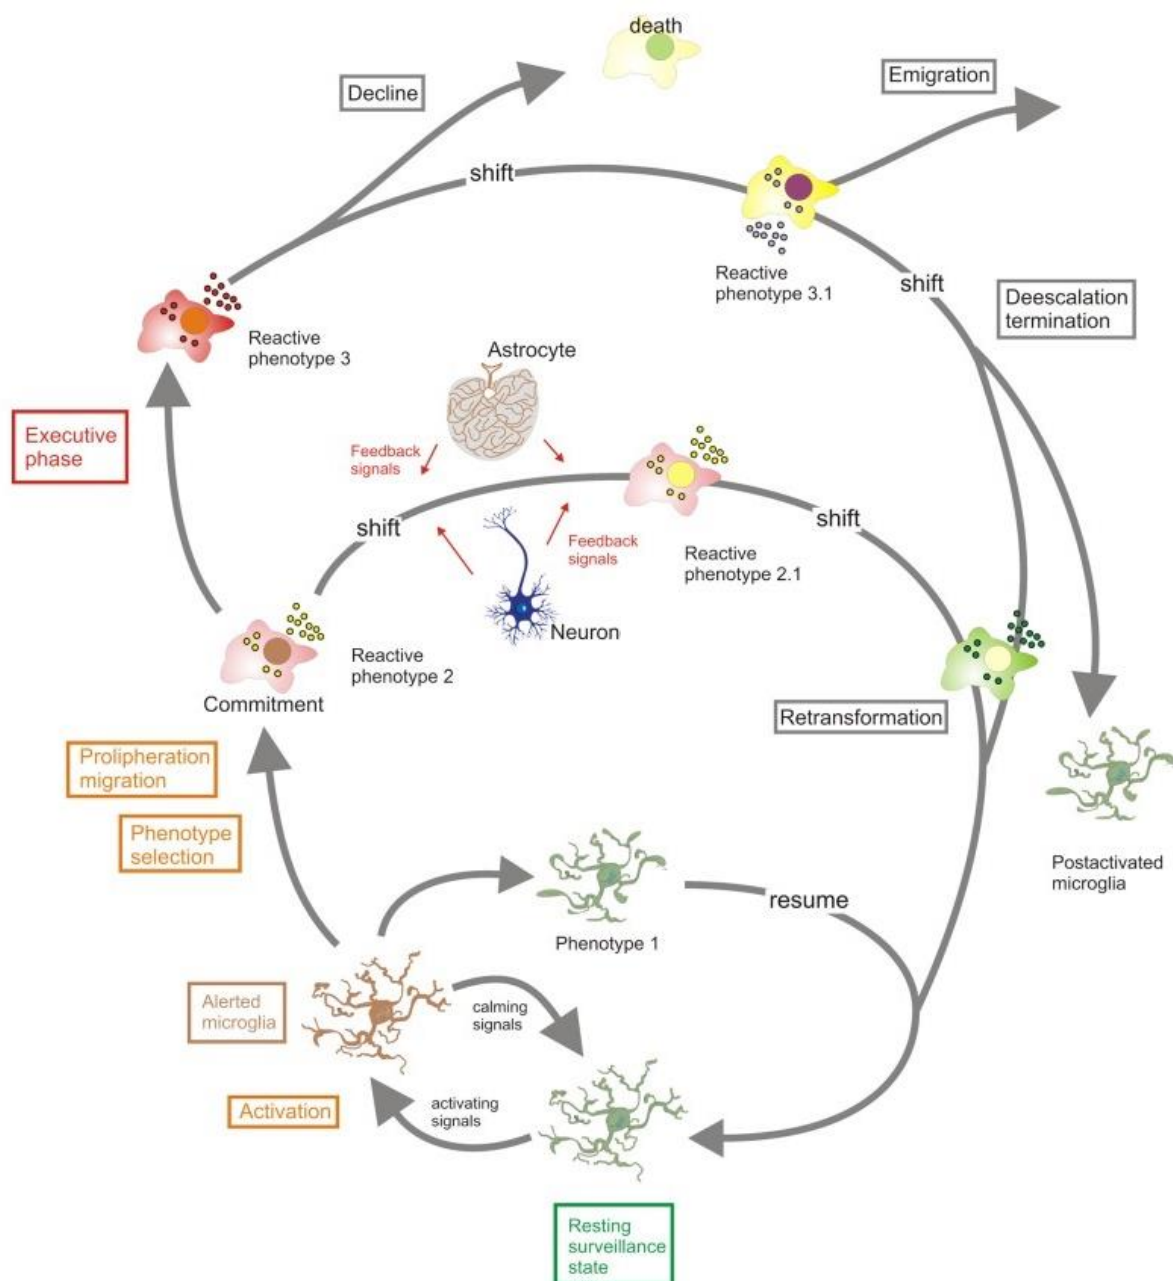 death
Decline
Emigration
shift
Reactive
phenotype 3.1
shift
Deescalation
termination
Reactive
phenotype 3
Astrocyte
Executive
phase
Feedback
signals
shift
Feedback
signals
shift
Reactive
phenotype 2.1
Neuron
Reactive
phenotype 2
Commitment
Retransformation
Prolipheration
migration
Phenotype
selection
Postactivated
microglia
resume
Phenotype 1
Alerted
microglia
calming
signals
Activation
activating
signals
Resting
surveillance
state